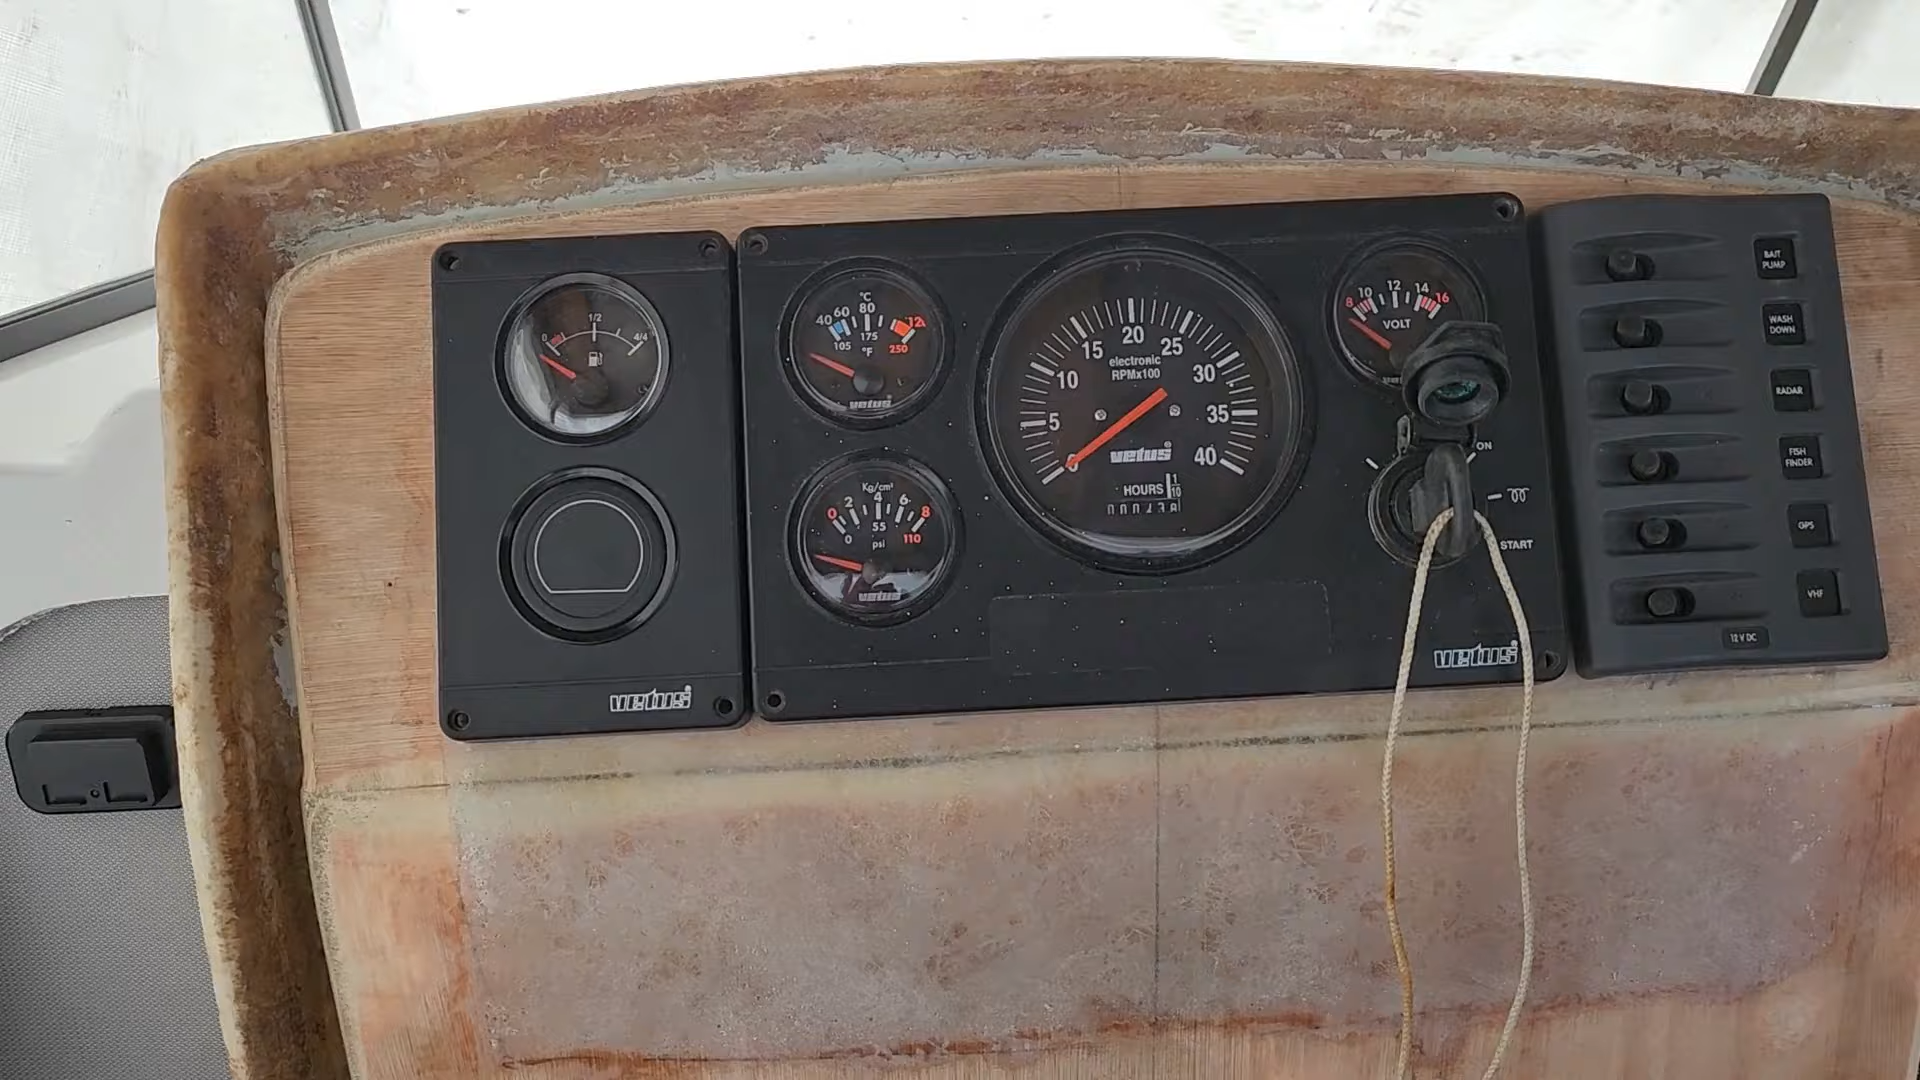 1/2
0 4/4
vetus®
°C
40 60 80 120
105 175 250
°F
vetus
Kg/cm²
0 2 4 6 8
0 55 110
psi
vetus
0 5 10 15 20 25 30 35 40
electronic
RPMx100
vetus®
HOURS 1/10
8 10 12 14 16
VOLT
ON
START
vetus®
BAIT
PUMP
WASH
DOWN
RADAR
FISH
FINDER
GPS
VHF
12 V DC